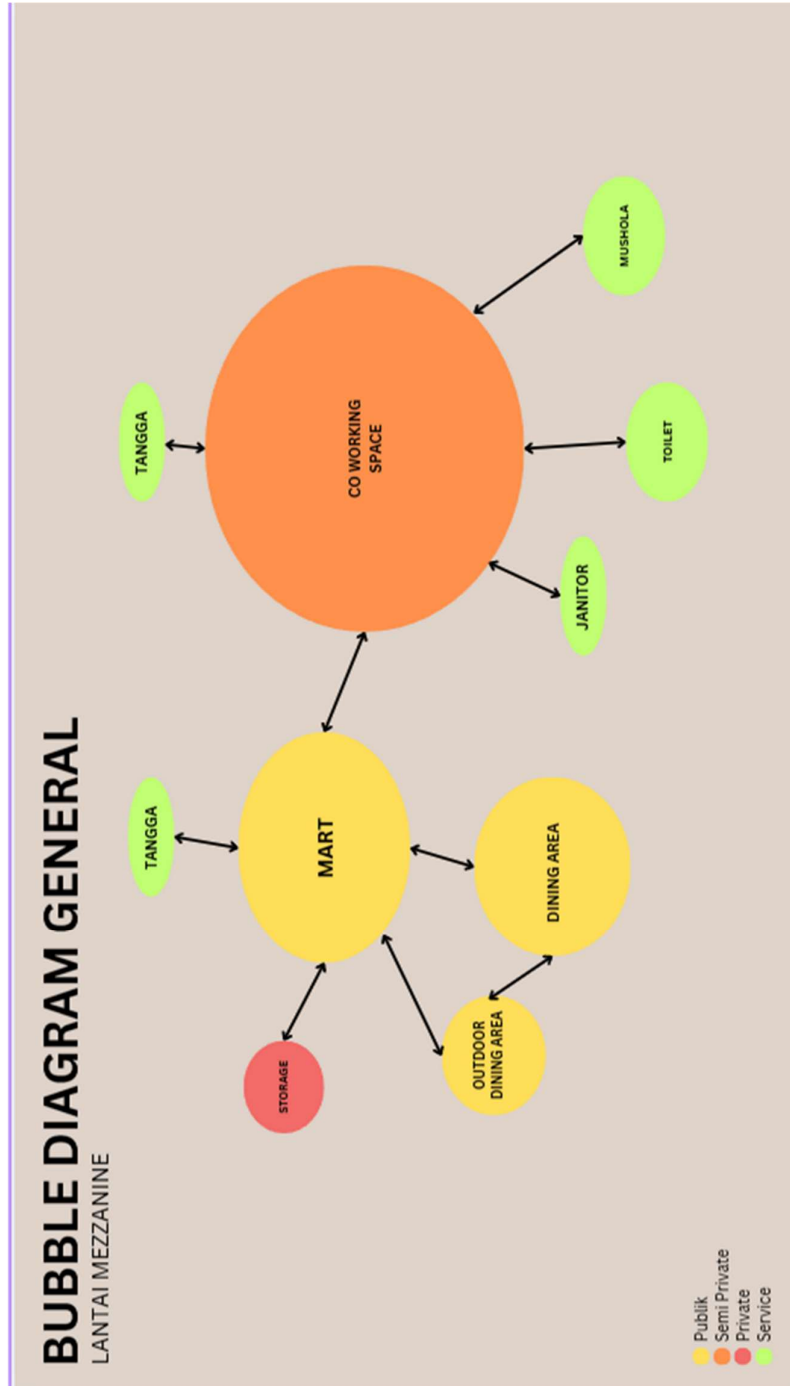 BUBBLE DIAGRAM GENERAL
LANTAI MEZZANINE
TANGGA
TANGGA
STORAGE
MART
CO WORKING
SPACE
OUTDOOR
DINING AREA
DINING AREA
JANITOR
TOILET
MUSHOLA
Publik
Semi Private
Private
Service